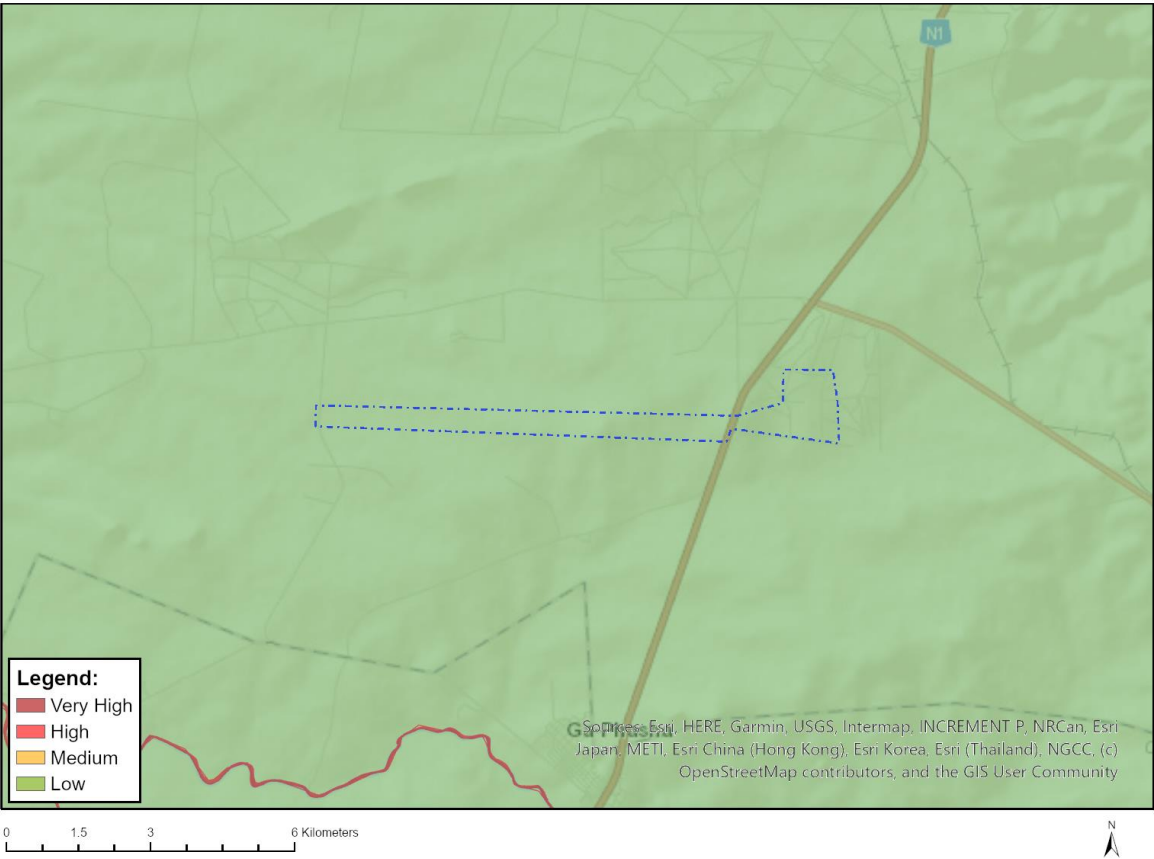 N1
Legend:
Very High
High
Medium
Low
Sources: Esri, HERE, Garmin, USGS, Intermap, INCREMENT P, NRCan, Esri
Japan, METI, Esri China (Hong Kong), Esri Korea, Esri (Thailand), NGCC, (c)
OpenStreetMap contributors, and the GIS User Community
0 1.5 3 6 Kilometers
N